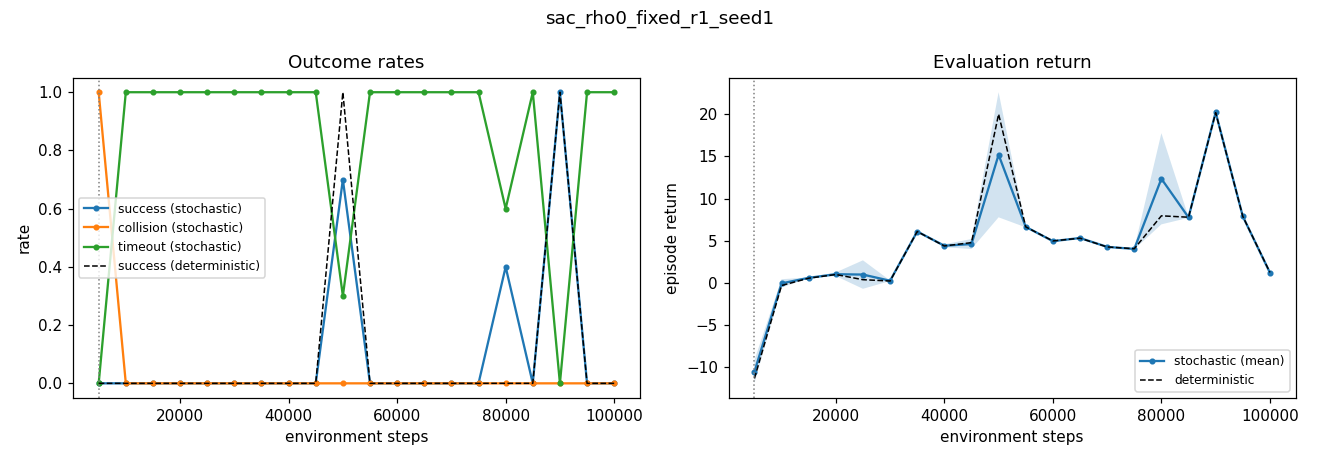 sac_rho0_fixed_r1_seed1
Outcome rates
rate
1.0
0.8
0.6
0.4
0.2
0.0
success (stochastic)
collision (stochastic)
timeout (stochastic)
success (deterministic)
20000
40000
60000
80000
100000
environment steps
Evaluation return
episode return
20
15
10
5
0
−5
−10
stochastic (mean)
deterministic
20000
40000
60000
80000
100000
environment steps